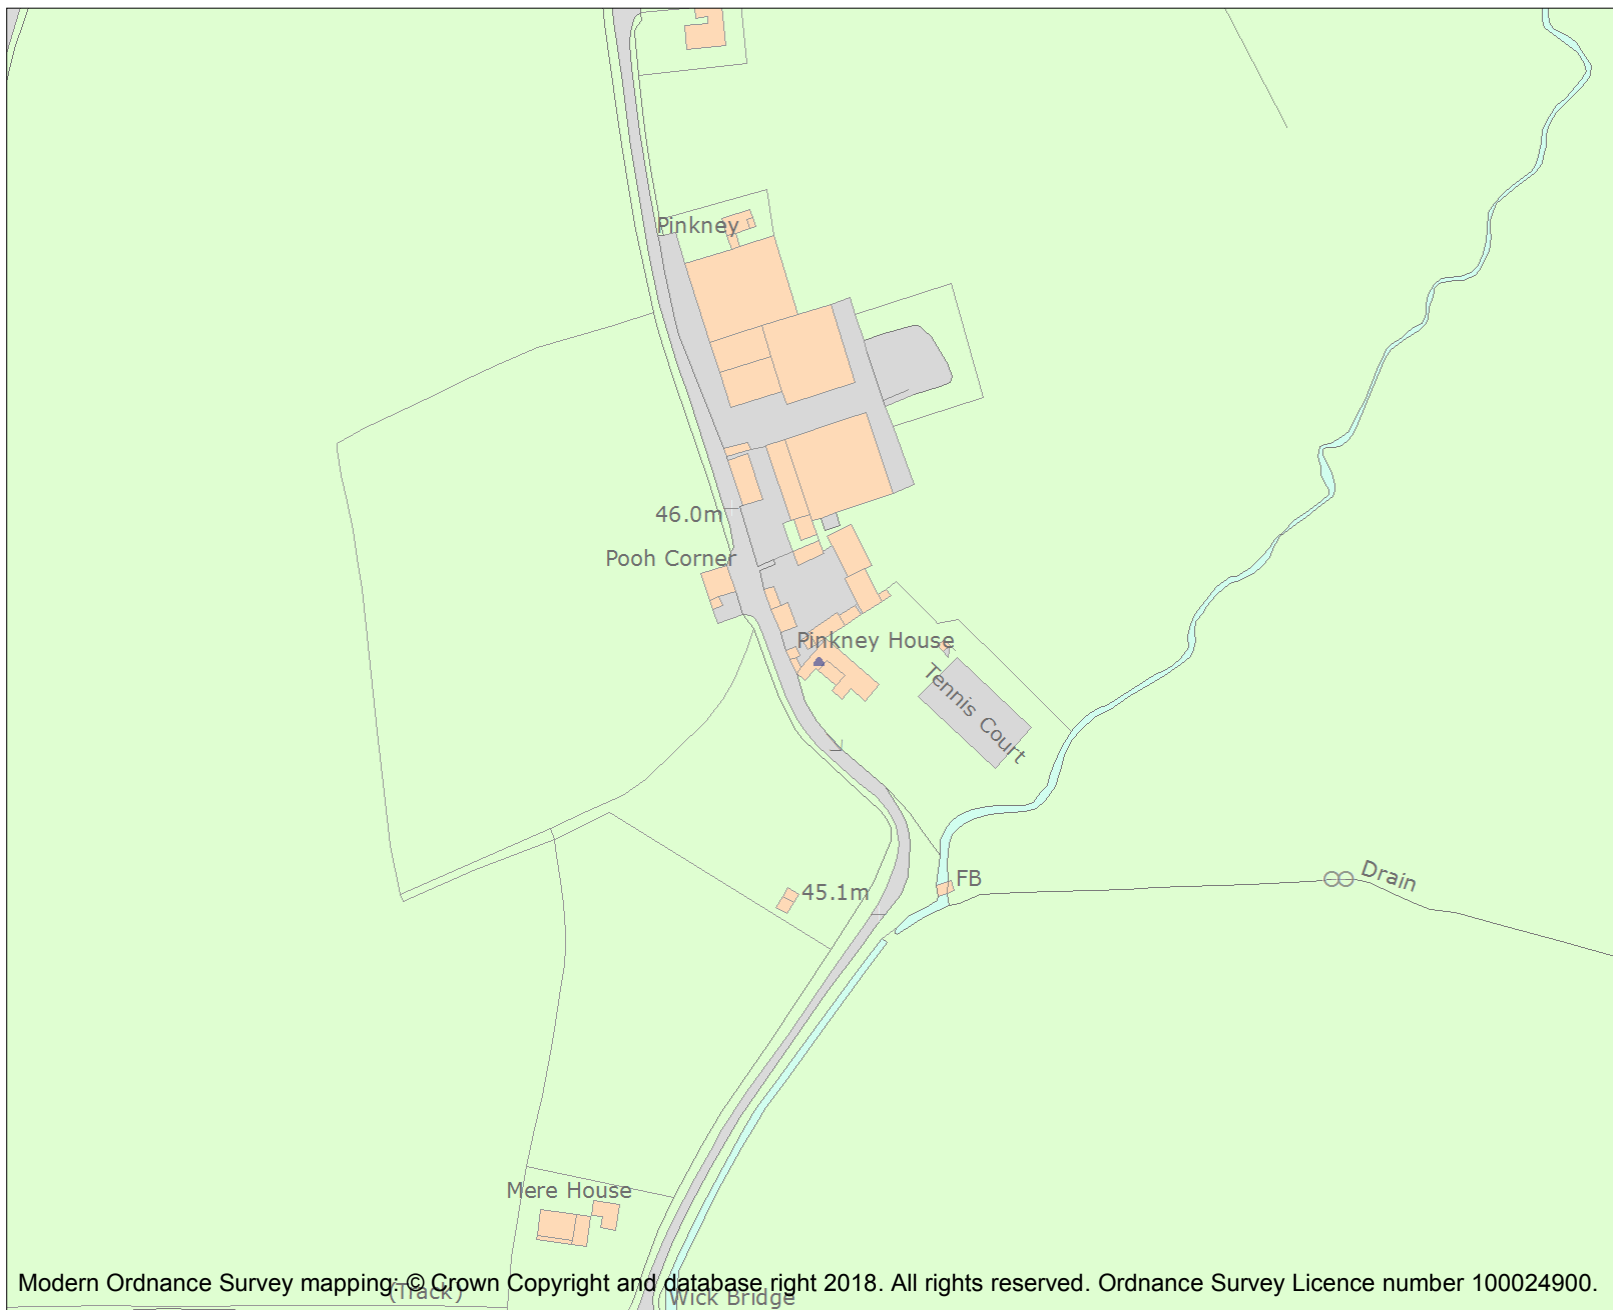 Pinkney
46.0m
Pooh Corner
Pinkney House
Tennis Court
45.1m
FB
Drain
Mere House
(Track)
Modern Ordnance Survey mapping: © Crown Copyright and database right 2018. All rights reserved. Ordnance Survey Licence number 100024900.
Wick Bridge